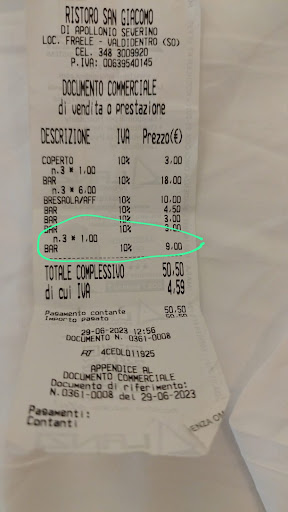 RISTORO SAN GIACOMO
DI APOLLONIO SEVERINO
LOC. FRAELE - VALDIDENTRO (SO)
CEL. 348 3009920
P.IVA: 00639540145
DOCUMENTO COMMERCIALE
di vendita o prestazione
DESCRIZIONE IVA Prezzo(€)
COPERTO 10% 3,00
n.3 * 1,00
BAR 10% 18,00
n.3 * 6,00
BRESAOLA/AFF 10% 10,00
BAR 10% 4,50
BAR 10% 3,00
BAR 10% 3,00
n.3 * 1,00
BAR 10% 9,00
TOTALE COMPLESSIVO 50,50
di cui IVA 4,59
Pagamento contante 50,50
Importo pagato 50,50
29-06-2023 12:56
DOCUMENTO N. 0361-0008
RT 4CEDL011925
APPENDICE AL
DOCUMENTO COMMERCIALE
Documento di riferimento:
N.0361-0008 del 29-06-2023
Pagamenti:
Contanti